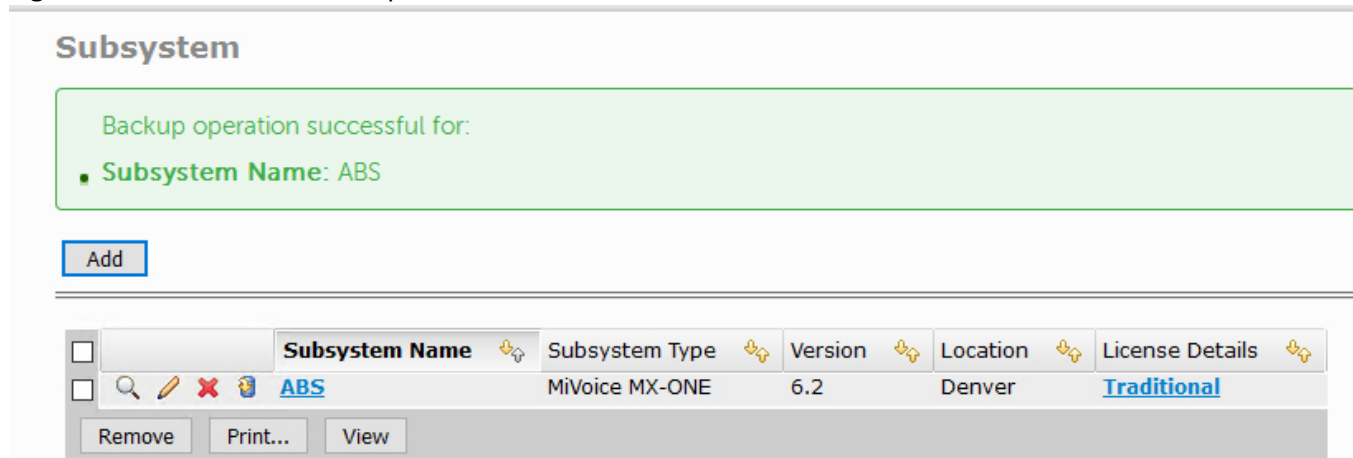 Subsystem
Backup operation successful for:
Subsystem Name: ABS
Add
Subsystem Name Subsystem Type Version Location License Details
ABS MiVoice MX-ONE 6.2 Denver Traditional
Remove Print... View